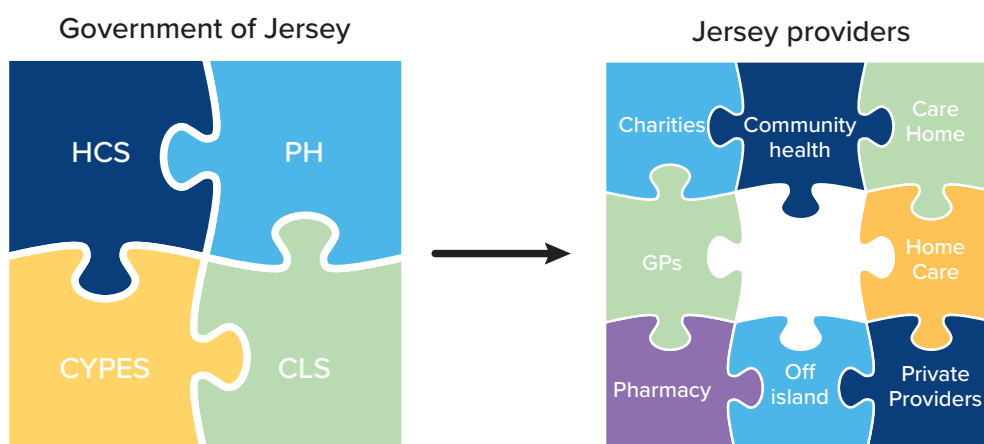 Government of Jersey
HCS
PH
CYPES
CLS
Jersey providers
Charities
Community
health
Care
Home
GPs
Home
Care
Pharmacy
Off
island
Private
Providers